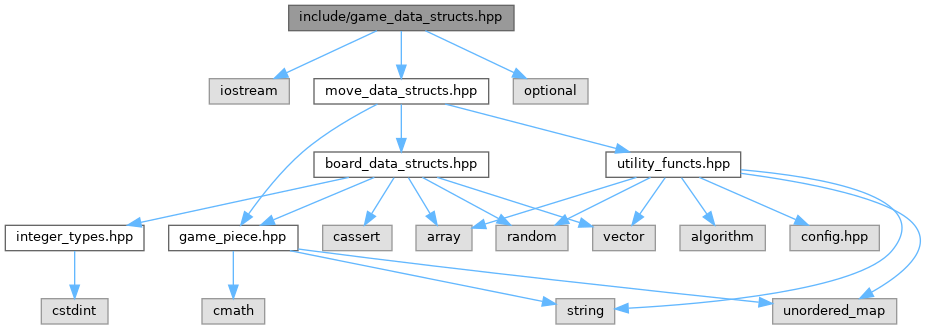 include/game_data_structs.hpp
iostream
move_data_structs.hpp
optional
board_data_structs.hpp
utility_functs.hpp
integer_types.hpp
game_piece.hpp
cassert
array
random
vector
algorithm
config.hpp
cstdint
cmath
string
unordered_map